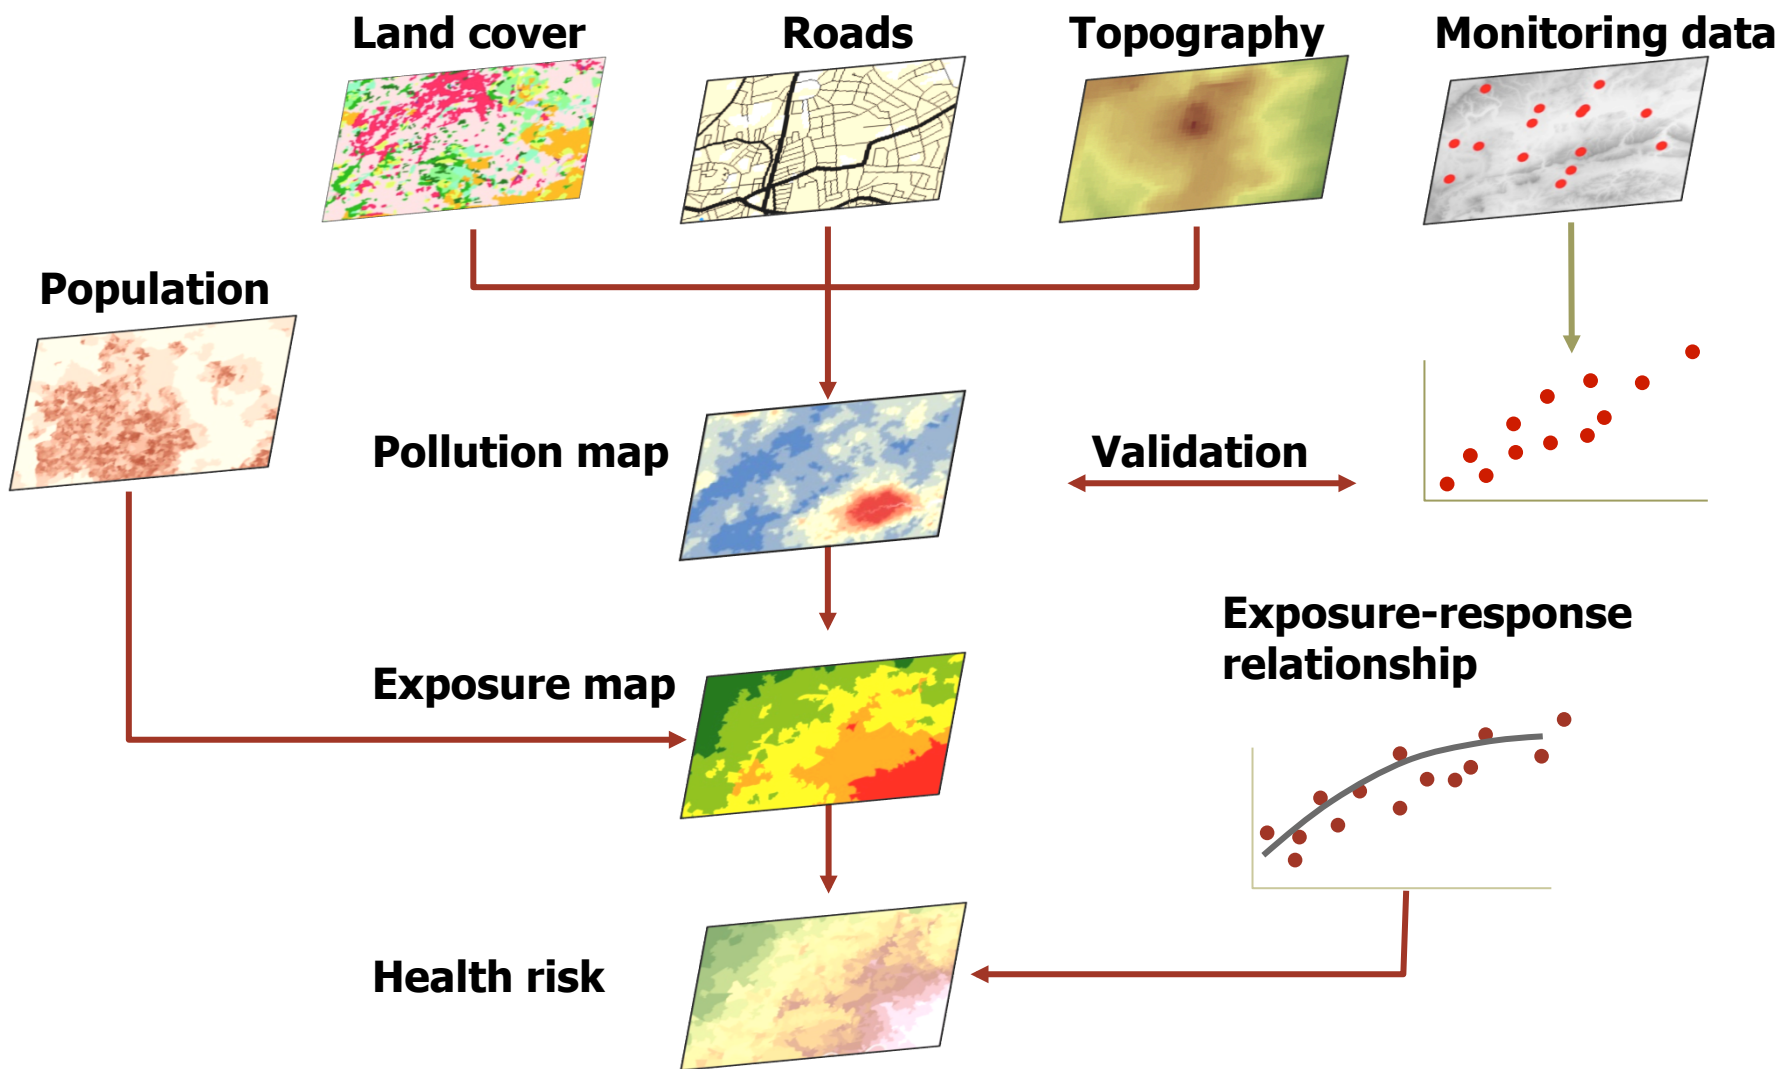 Land cover
Roads
Topography
Monitoring data
Population
Pollution map
Validation
Exposure-response
relationship
Exposure map
Health risk